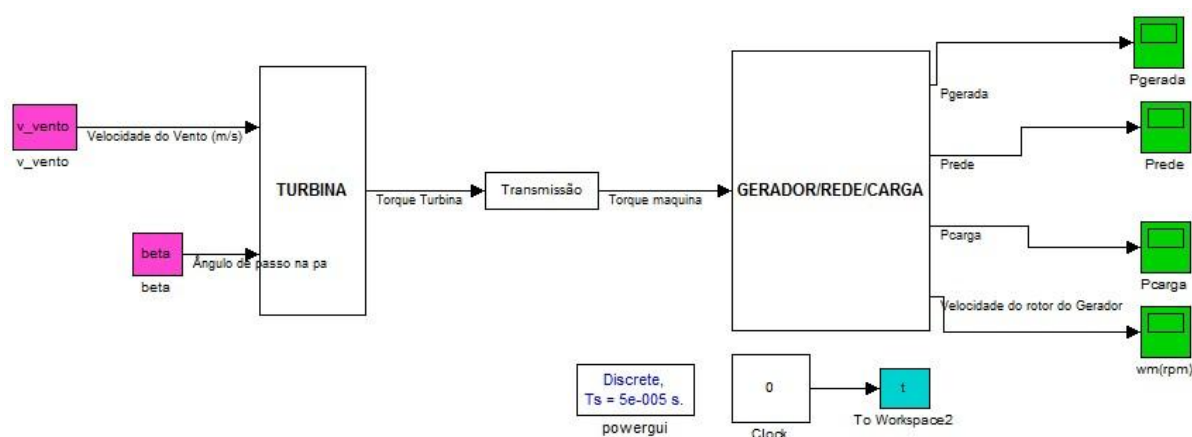 Pgerada
Pgerada
v_vento
Velocidade do Vento (m/s)
v_vento
Prede
Prede
TURBINA
Torque Turbina
Transmissão
Torque maquina
GERADOR/REDE/CARGA
beta
Ângulo de passo na pa
beta
Pcarga
Pcarga
Velocidade do rotor do Gerador
wm(rpm)
Discrete,
Ts = 5e-005 s.
powergui
0
Clock
t
To Workspace2